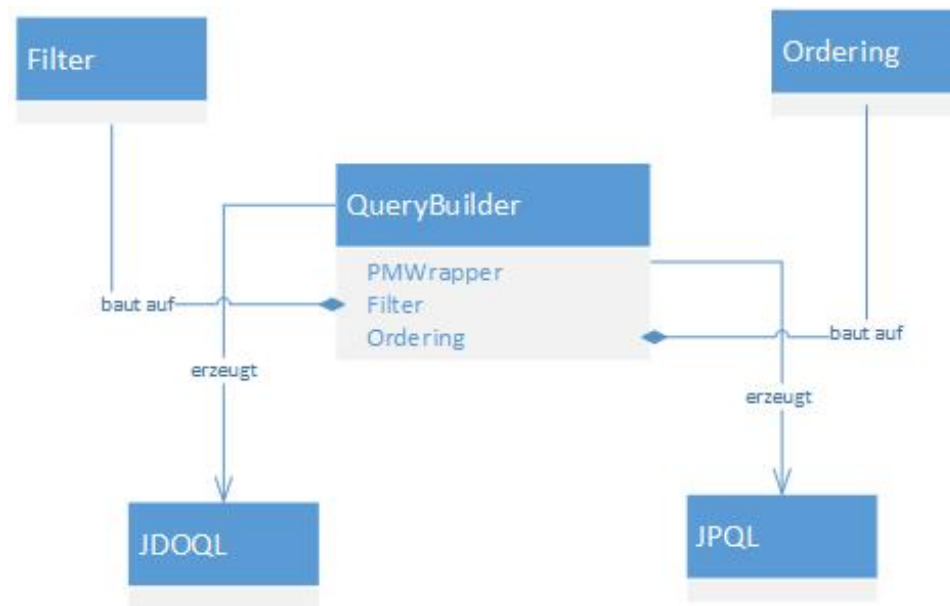 Filter
Ordering
QueryBuilder
PMWrapper
Filter
Ordering
baut auf
baut auf
erzeugt
erzeugt
JDOQL
JPQL